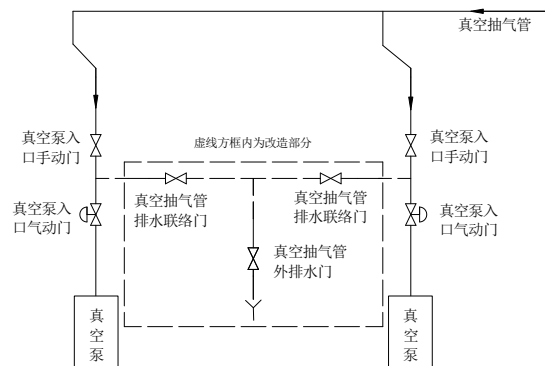 真空抽气管
真空泵入
口手动门
虚线方框内为改造部分
真空泵入
口手动门
真空抽气管
排水联络门
真空抽气管
排水联络门
真空泵入
口气动门
真空泵入
口气动门
真空抽气管
外排水门
真
空
泵
真
空
泵